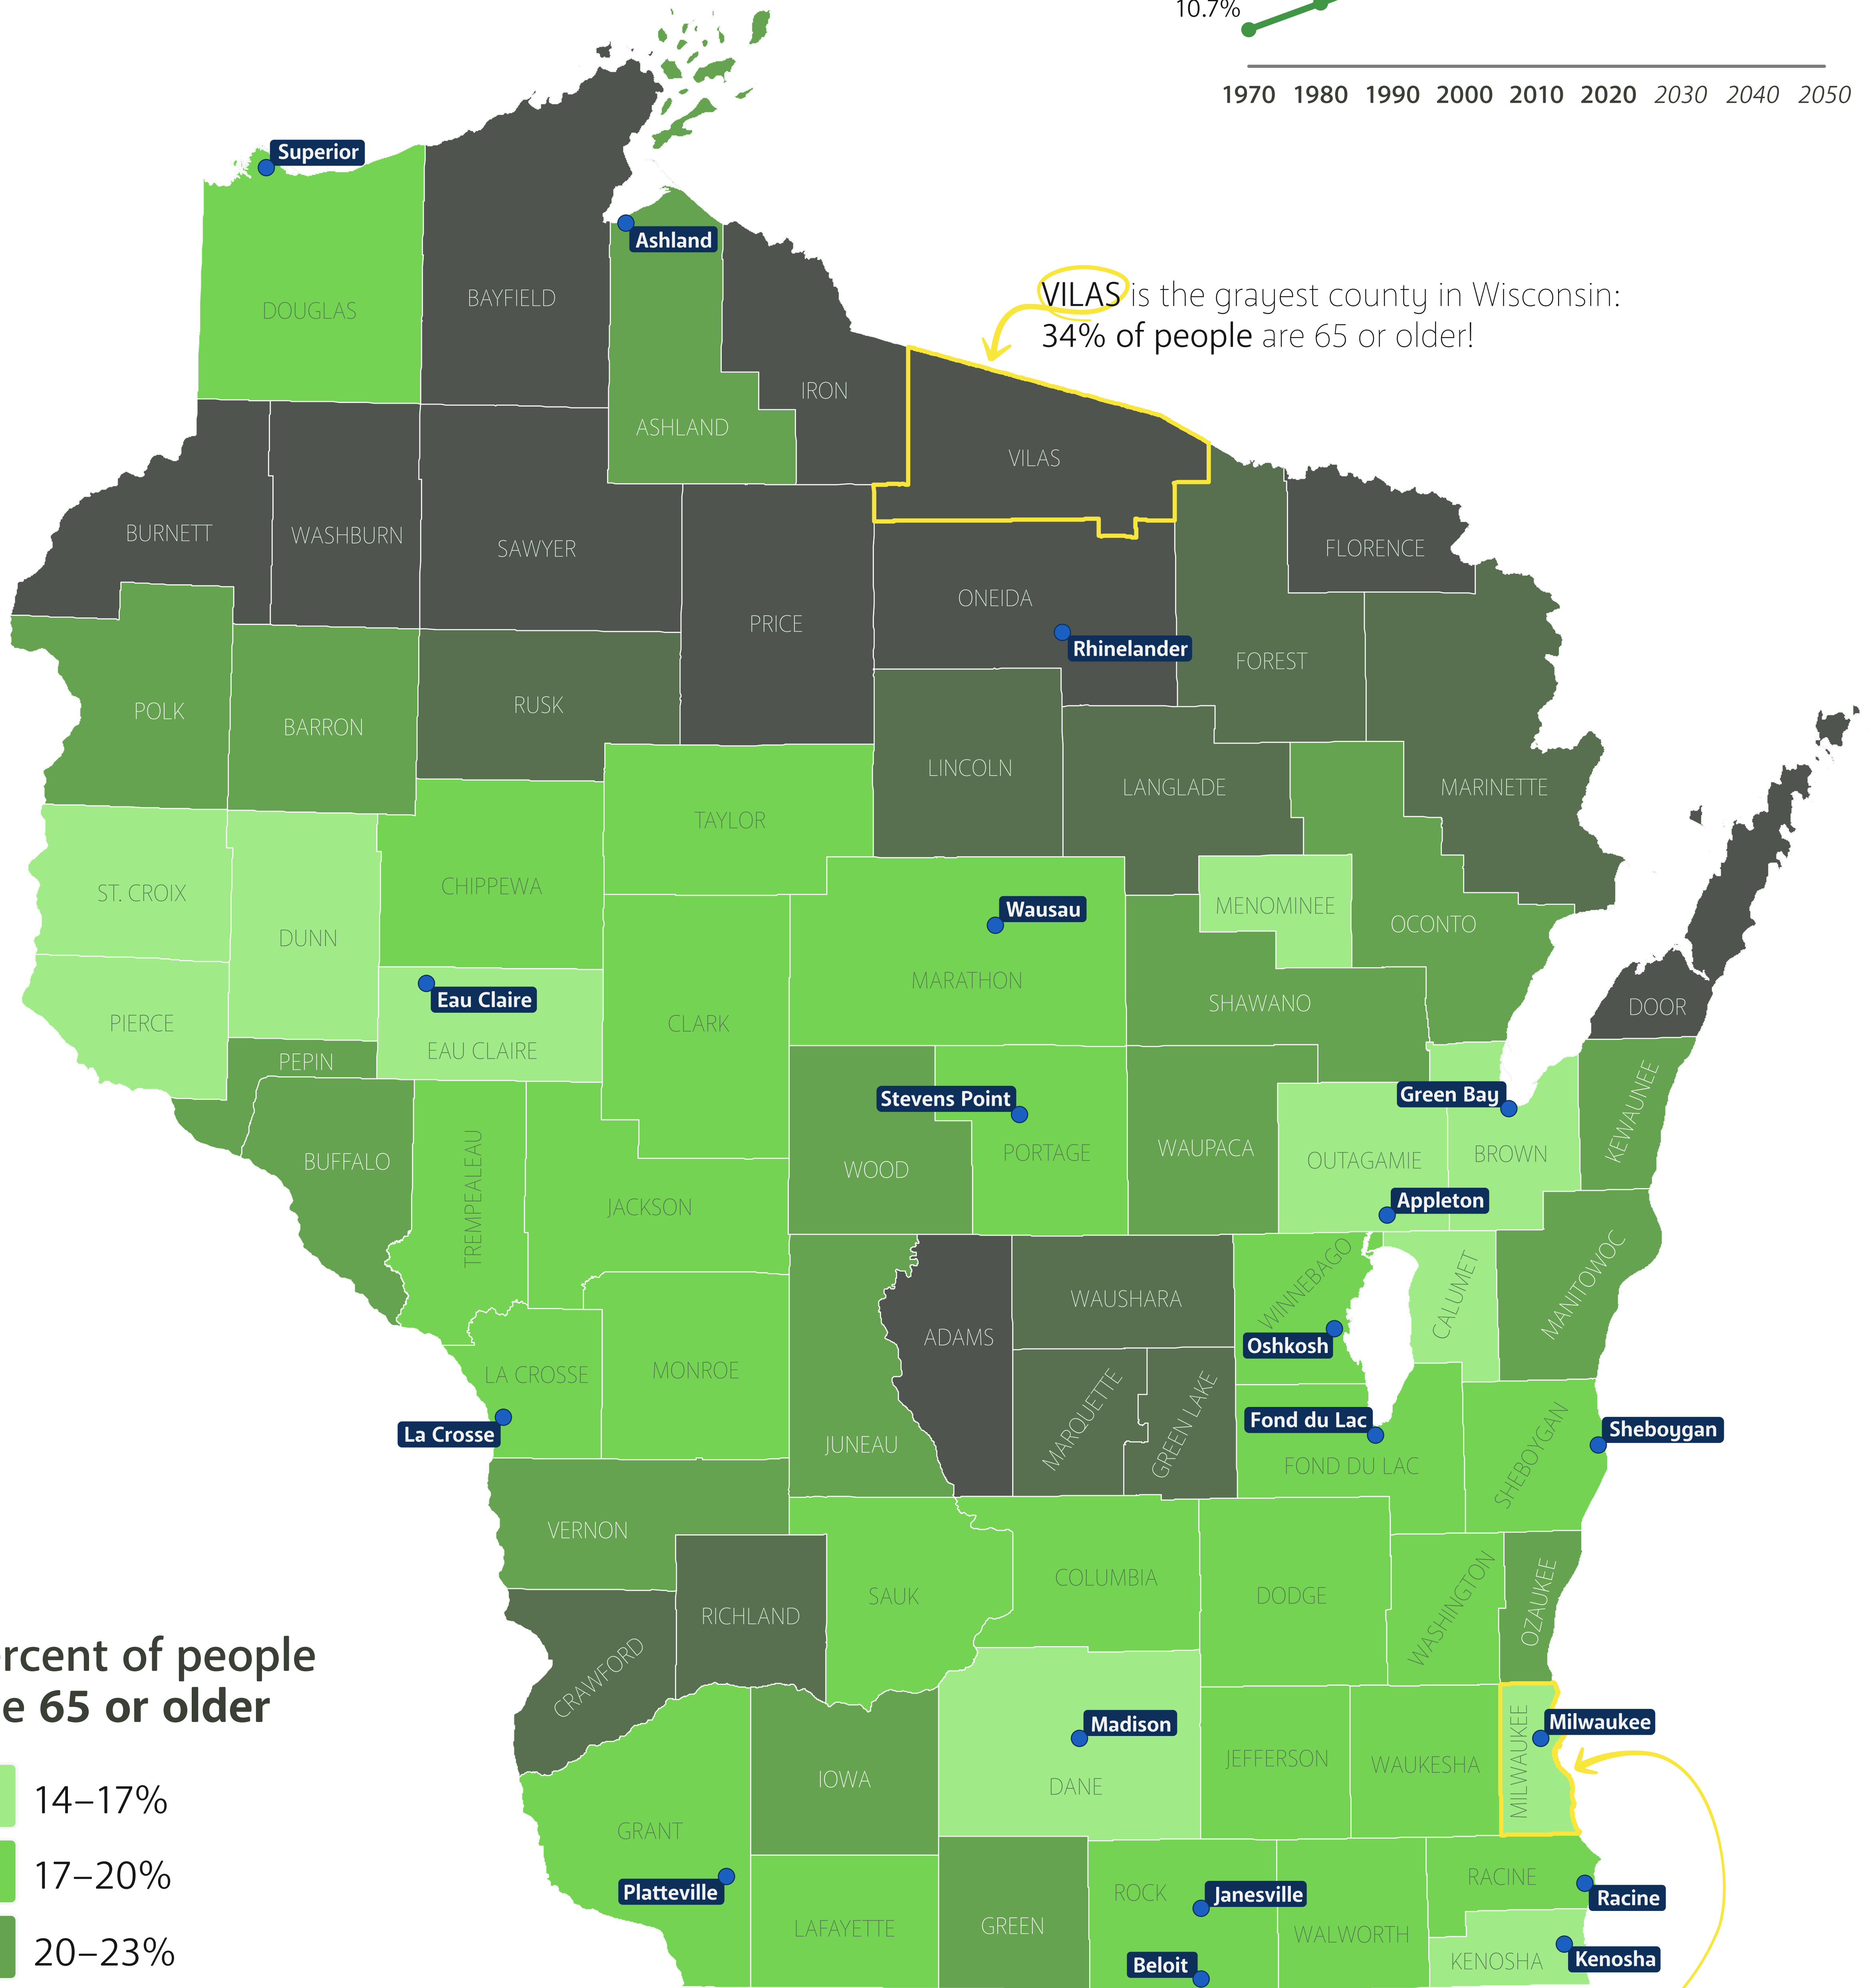 10.7%
1970 1980 1990 2000 2010 2020 2030 2040 2050
Superior
Ashland
DOUGLAS
BAYFIELD
VILAS is the grayest county in Wisconsin:
34% of people are 65 or older!
IRON
ASHLAND
VILAS
BURNETT
WASHBURN
SAWYER
FLORENCE
ONEIDA
PRICE
Rhinelander
FOREST
POLK
BARRON
RUSK
LINCOLN
LANGLADE
MARINETTE
TAYLOR
ST. CROIX
CHIPPEWA
MENOMINEE
Wausau
OCONTO
DUNN
MARATHON
Eau Claire
SHAWANO
DOOR
PIERCE
CLARK
EAU CLAIRE
PEPIN
Stevens Point
Green Bay
KEWAUNEE
BUFFALO
TREMPEALEAU
WOOD
PORTAGE
WAUPACA
OUTAGAMIE
BROWN
JACKSON
Appleton
WINNEBAGO
CALUMET
MANITOWOC
WAUSHARA
ADAMS
Oshkosh
LA CROSSE
MONROE
La Crosse
JUNEAU
MARQUETTE
GREEN LAKE
Fond du Lac
FOND DU LAC
SHEBOYGAN
Sheboygan
VERNON
COLUMBIA
DODGE
WASHINGTON
OZAUKEE
SAUK
RICHLAND
CRAWFORD
rcent of people
e 65 or older
Madison
MILWAUKEE
Milwaukee
JEFFERSON
WAUKESHA
DANE
IOWA
14–17%
GRANT
17–20%
Platteville
ROCK
Janesville
RACINE
Racine
LAFAYETTE
GREEN
WALWORTH
20–23%
Beloit
KENOSHA
Kenosha